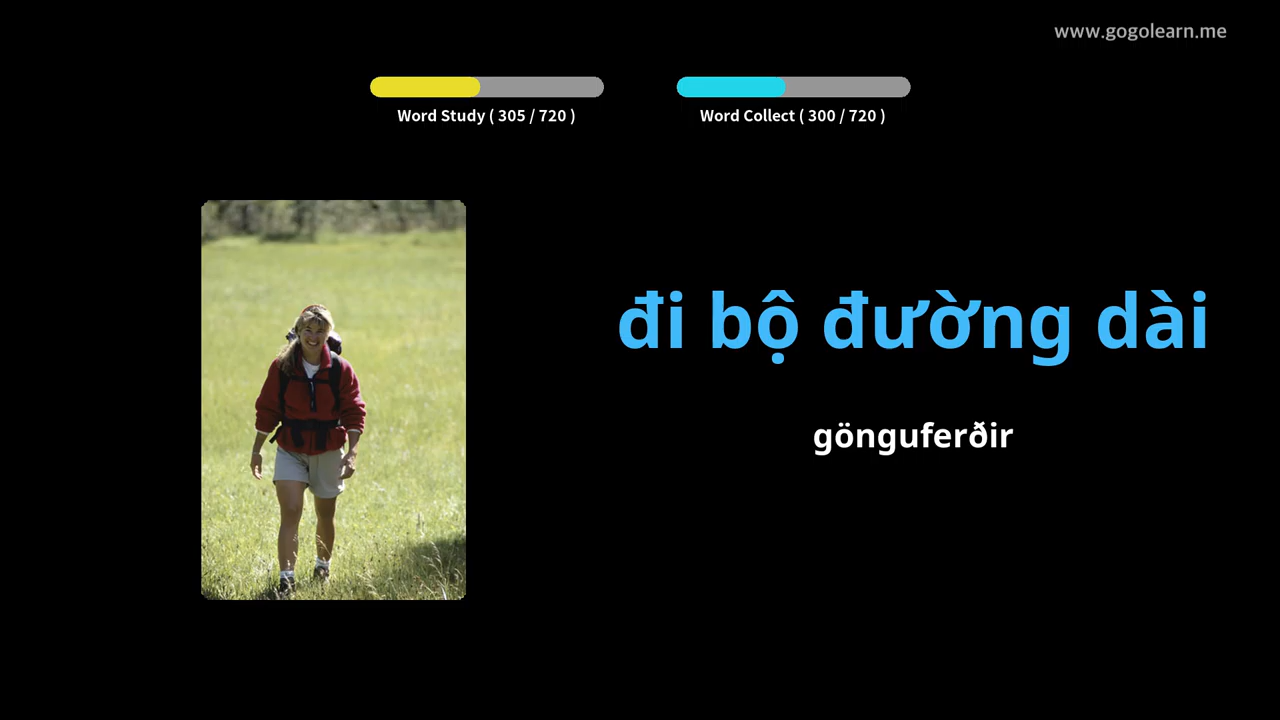 www.gogolearn.me
Word Study ( 305 / 720 )
Word Collect ( 300 / 720 )
đi bộ đường dài
gönguferðir